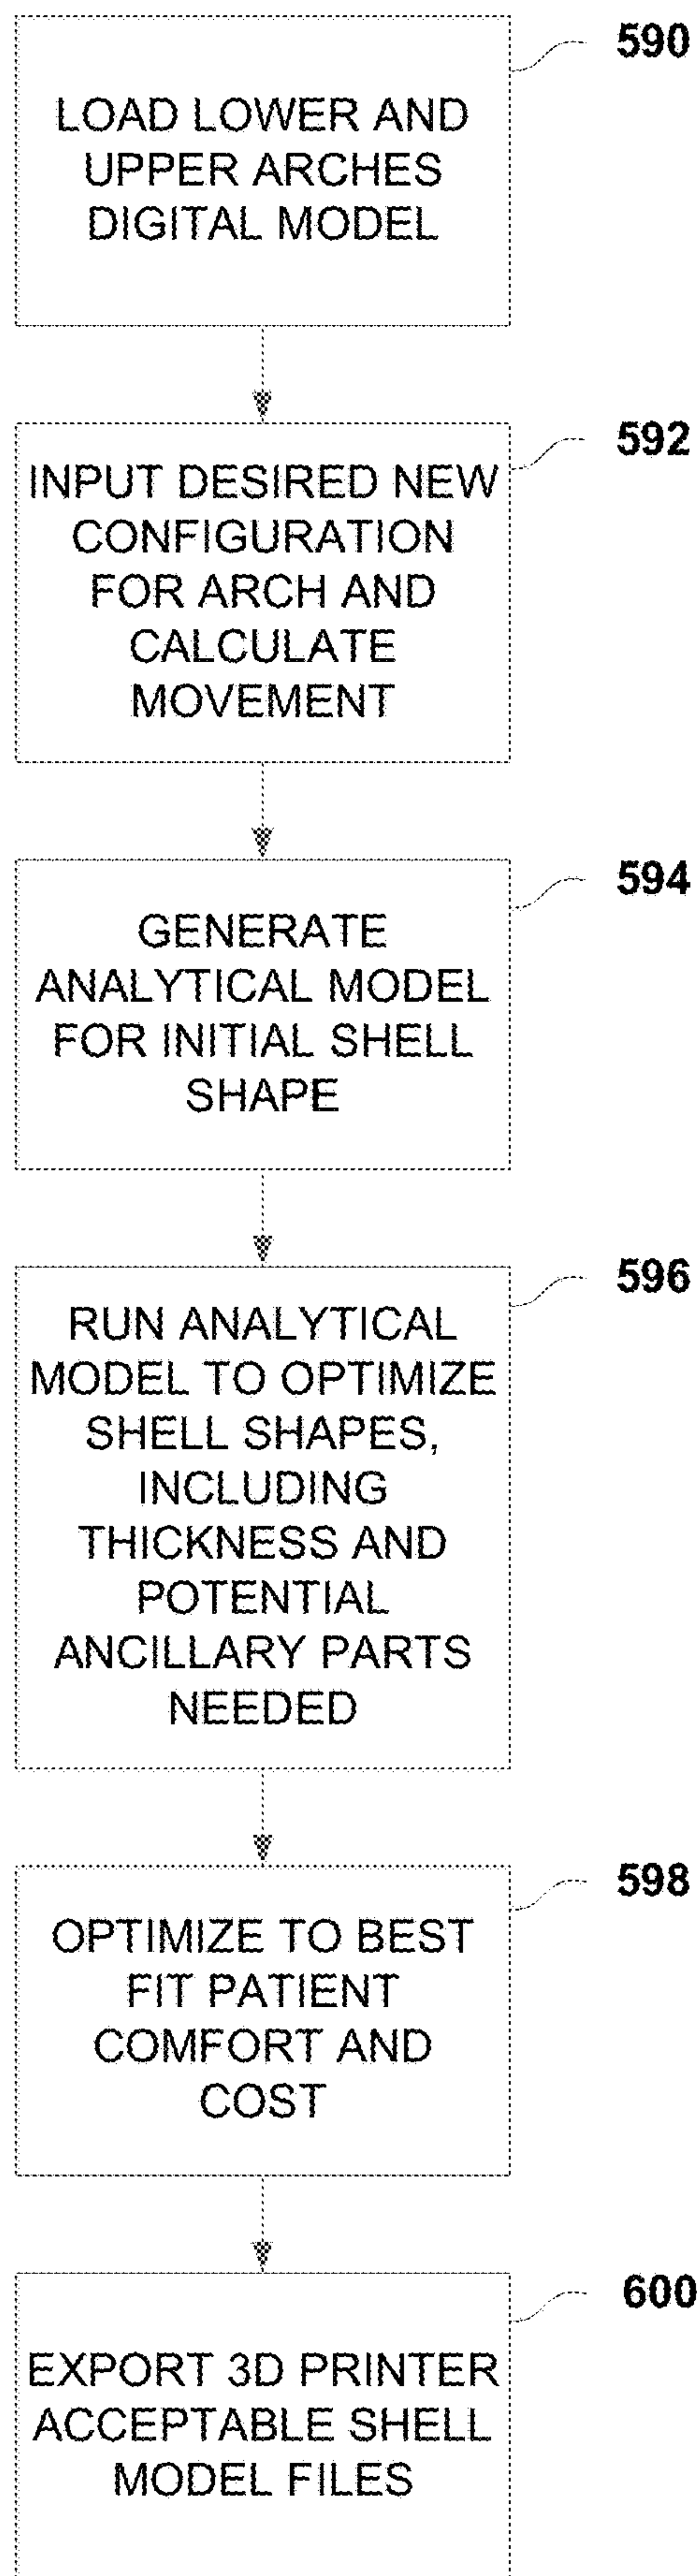 590
LOAD LOWER AND
UPPER ARCHES
DIGITAL MODEL
592
INPUT DESIRED NEW
CONFIGURATION
FOR ARCH AND
CALCULATE
MOVEMENT
594
GENERATE
ANALYTICAL MODEL
FOR INITIAL SHELL
SHAPE
596
RUN ANALYTICAL
MODEL TO OPTIMIZE
SHELL SHAPES,
INCLUDING
THICKNESS AND
POTENTIAL
ANCILLARY PARTS
NEEDED
598
OPTIMIZE TO BEST
FIT PATIENT
COMFORT AND
COST
600
EXPORT 3D PRINTER
ACCEPTABLE SHELL
MODEL FILES